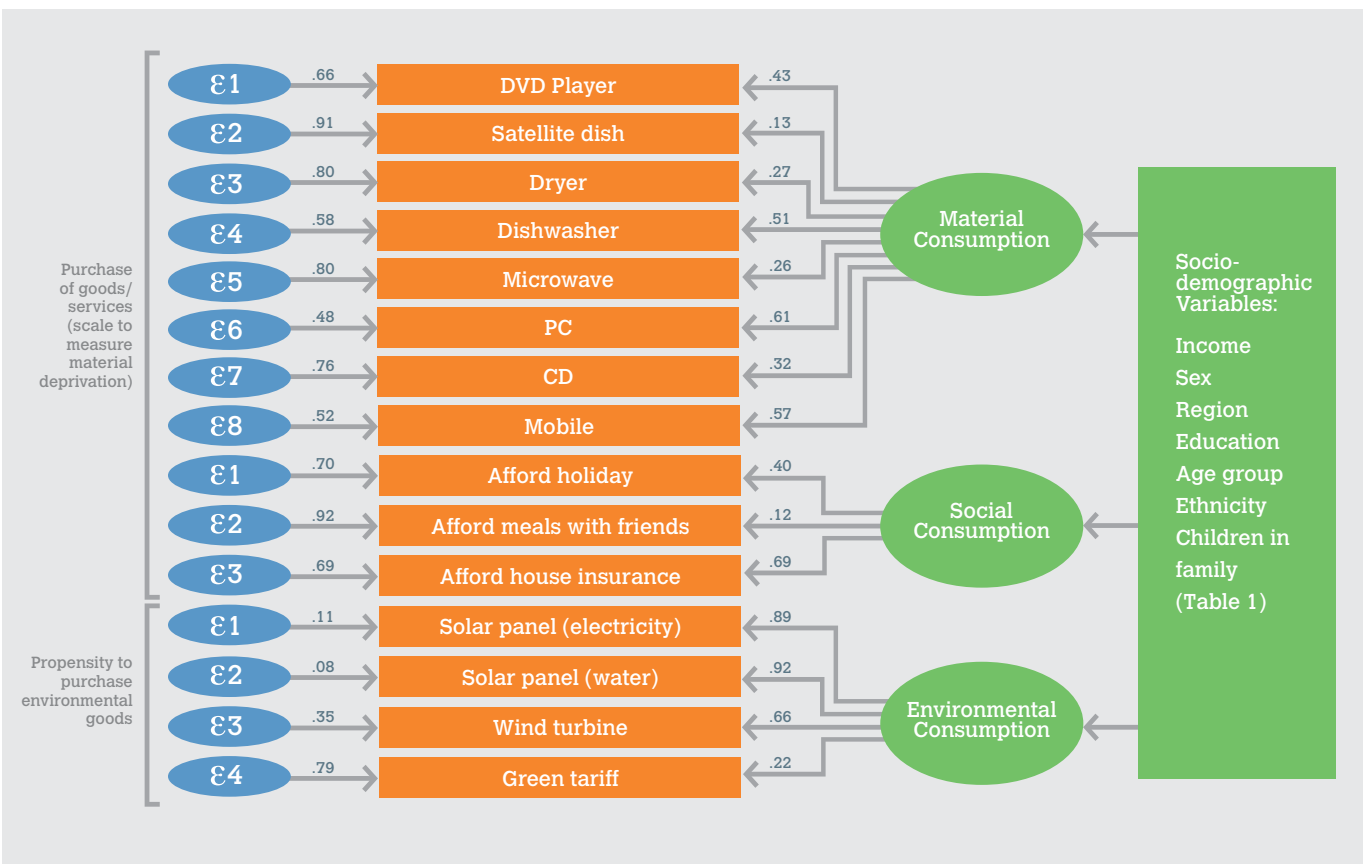 ε1
.66
DVD Player
.43
ε2
.91
Satellite dish
.13
ε3
.80
Dryer
.27
ε4
.58
Dishwasher
.51
ε5
.80
Microwave
.26
ε6
.48
PC
.61
ε7
.76
CD
.32
ε8
.52
Mobile
.57
Purchase
of goods/
services
(scale to
measure
material
deprivation)
Material
Consumption
ε1
.70
Afford holiday
.40
ε2
.92
Afford meals with friends
.12
ε3
.69
Afford house insurance
.69
Social
Consumption
ε1
.11
Solar panel (electricity)
.89
ε2
.08
Solar panel (water)
.92
ε3
.35
Wind turbine
.66
ε4
.79
Green tariff
.22
Propensity to
purchase
environmental
goods
Environmental
Consumption
Socio-
demographic
Variables:
Income
Sex
Region
Education
Age group
Ethnicity
Children in
family
(Table 1)